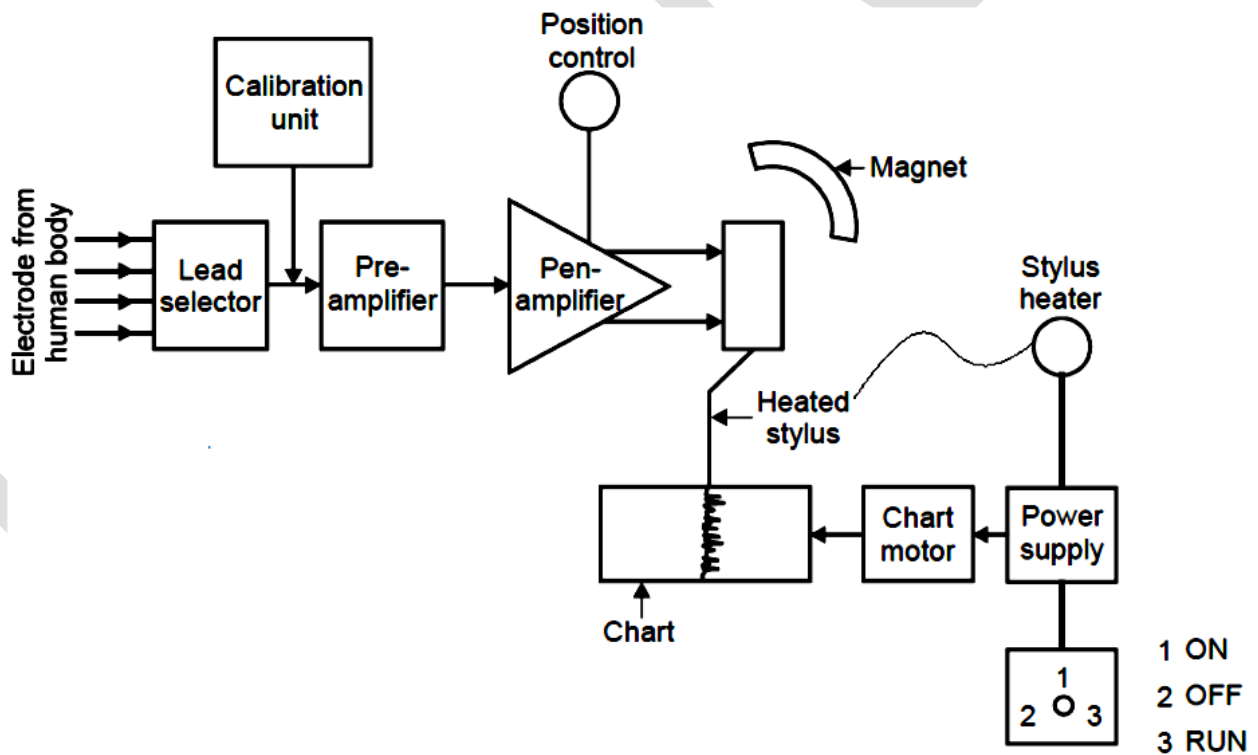 Position
control
Calibration
unit
Magnet
Electrode from
human body
Lead
selector
Pre-
amplifier
Pen-
amplifier
Stylus
heater
Heated
stylus
Chart
motor
Power
supply
Chart
1
2 3
1 ON
2 OFF
3 RUN